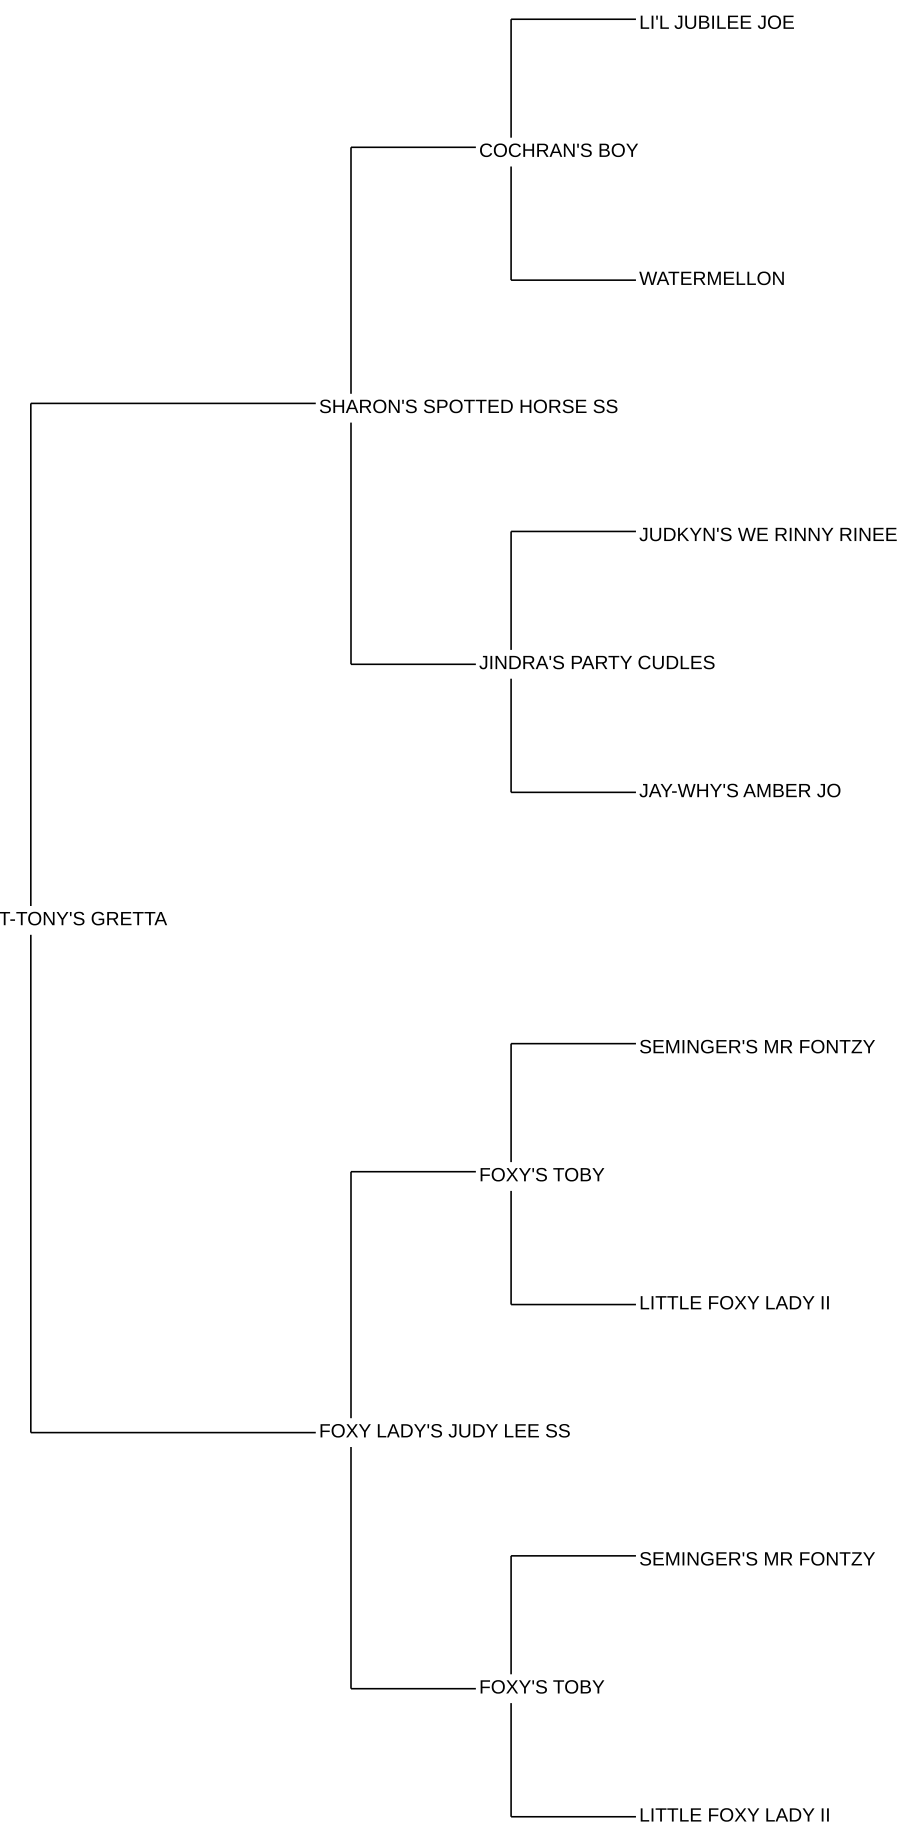 LI'L JUBILEE JOE
COCHRAN'S BOY
WATERMELLON
SHARON'S SPOTTED HORSE SS
JUDKYN'S WE RINNY RINEE
JINDRA'S PARTY CUDLES
JAY-WHY'S AMBER JO
T-TONY'S GRETTA
SEMINGER'S MR FONTZY
FOXY'S TOBY
LITTLE FOXY LADY II
FOXY LADY'S JUDY LEE SS
SEMINGER'S MR FONTZY
FOXY'S TOBY
LITTLE FOXY LADY II